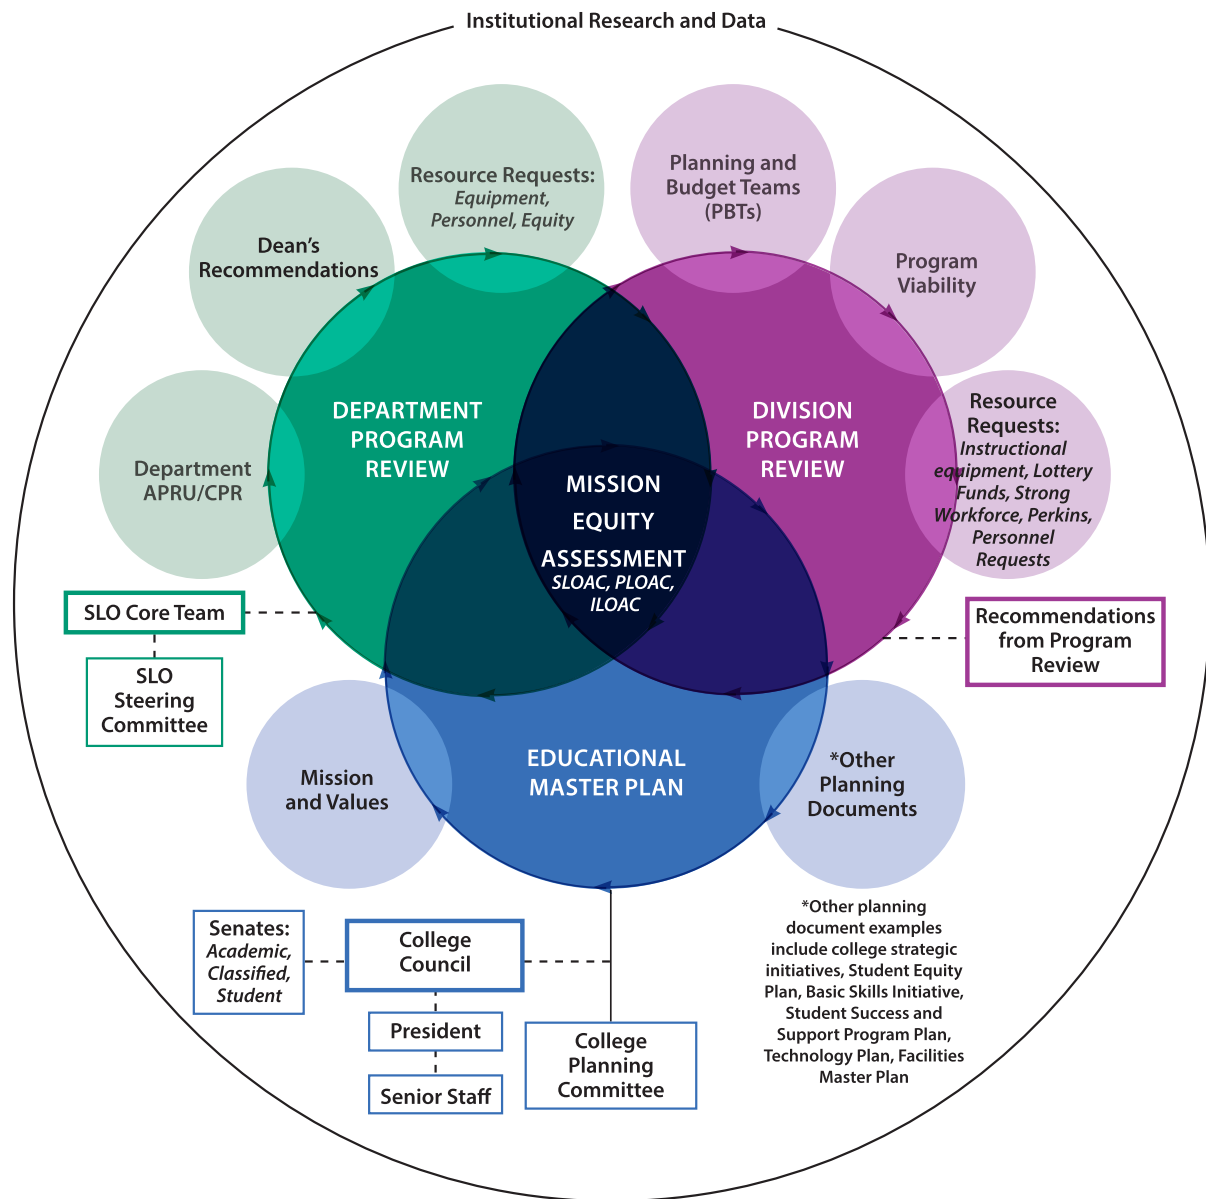 Institutional Research and Data
Resource Requests:
Equipment,
Personnel, Equity
Planning and
Budget Teams
(PBTs)
Dean’s
Recommendations
Program
Viability
Department
APRU/CPR
DEPARTMENT
PROGRAM
REVIEW
DIVISION
PROGRAM
REVIEW
Resource
Requests:
Instructional
equipment, Lottery
Funds, Strong
Workforce, Perkins,
Personnel
Requests
MISSION
EQUITY
ASSESSMENT
SLOAC, PLOAC,
ILOAC
SLO Core Team
SLO
Steering
Committee
Recommendations
from Program
Review
Mission
and Values
EDUCATIONAL
MASTER PLAN
*Other
Planning
Documents
Senates:
Academic,
Classified,
Student
College
Council
President
Senior Staff
College
Planning
Committee
*Other planning
document examples
include college strategic
initiatives, Student Equity
Plan, Basic Skills Initiative,
Student Success and
Support Program Plan,
Technology Plan, Facilities
Master Plan